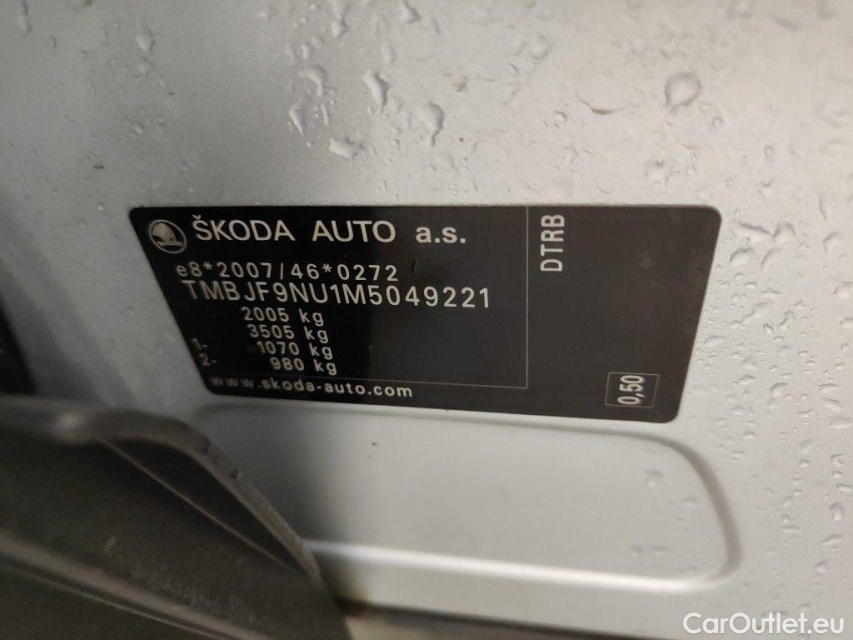 ŠKODA AUTO a.s.
e8*2007/46*0272
TMBJF9NU1M5049221
2005 kg
3505 kg
1- 1070 kg
2- 980 kg
www.skoda-auto.com
DTRB
0,50
CarOutlet.eu